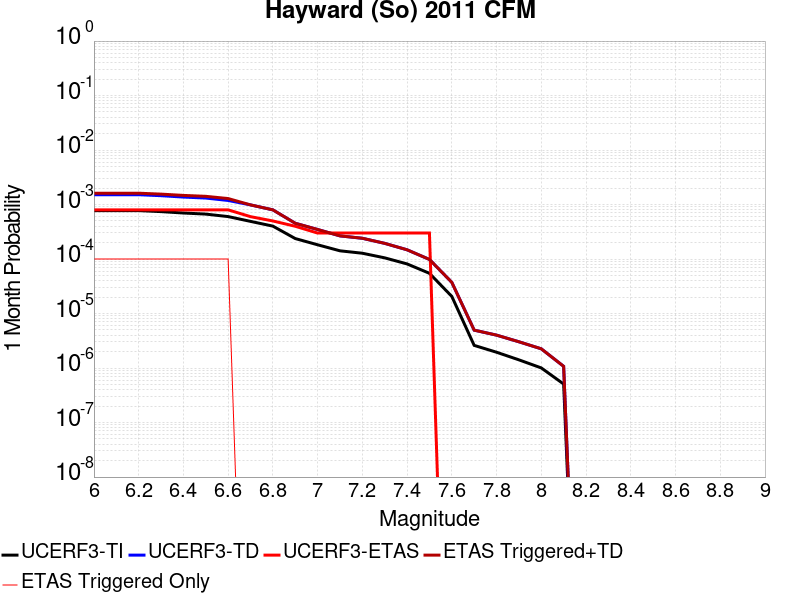 Hayward (So) 2011 CFM
10^0
10^-1
10^-2
10^-3
10^-4
10^-5
10^-6
10^-7
10^-8
1 Month Probability
6 6.2 6.4 6.6 6.8 7 7.2 7.4 7.6 7.8 8 8.2 8.4 8.6 8.8 9
Magnitude
UCERF3-TI UCERF3-TD UCERF3-ETAS ETAS Triggered+TD
ETAS Triggered Only